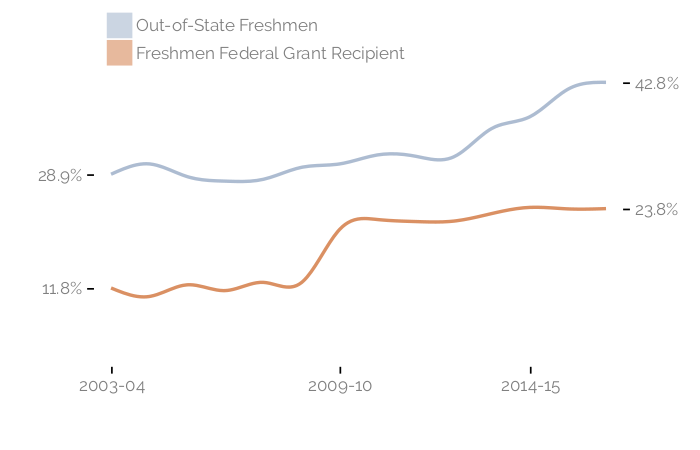 Out-of-State Freshmen
Freshmen Federal Grant Recipient
42.8%
28.9%
23.8%
11.8%
2003-04 2009-10 2014-15